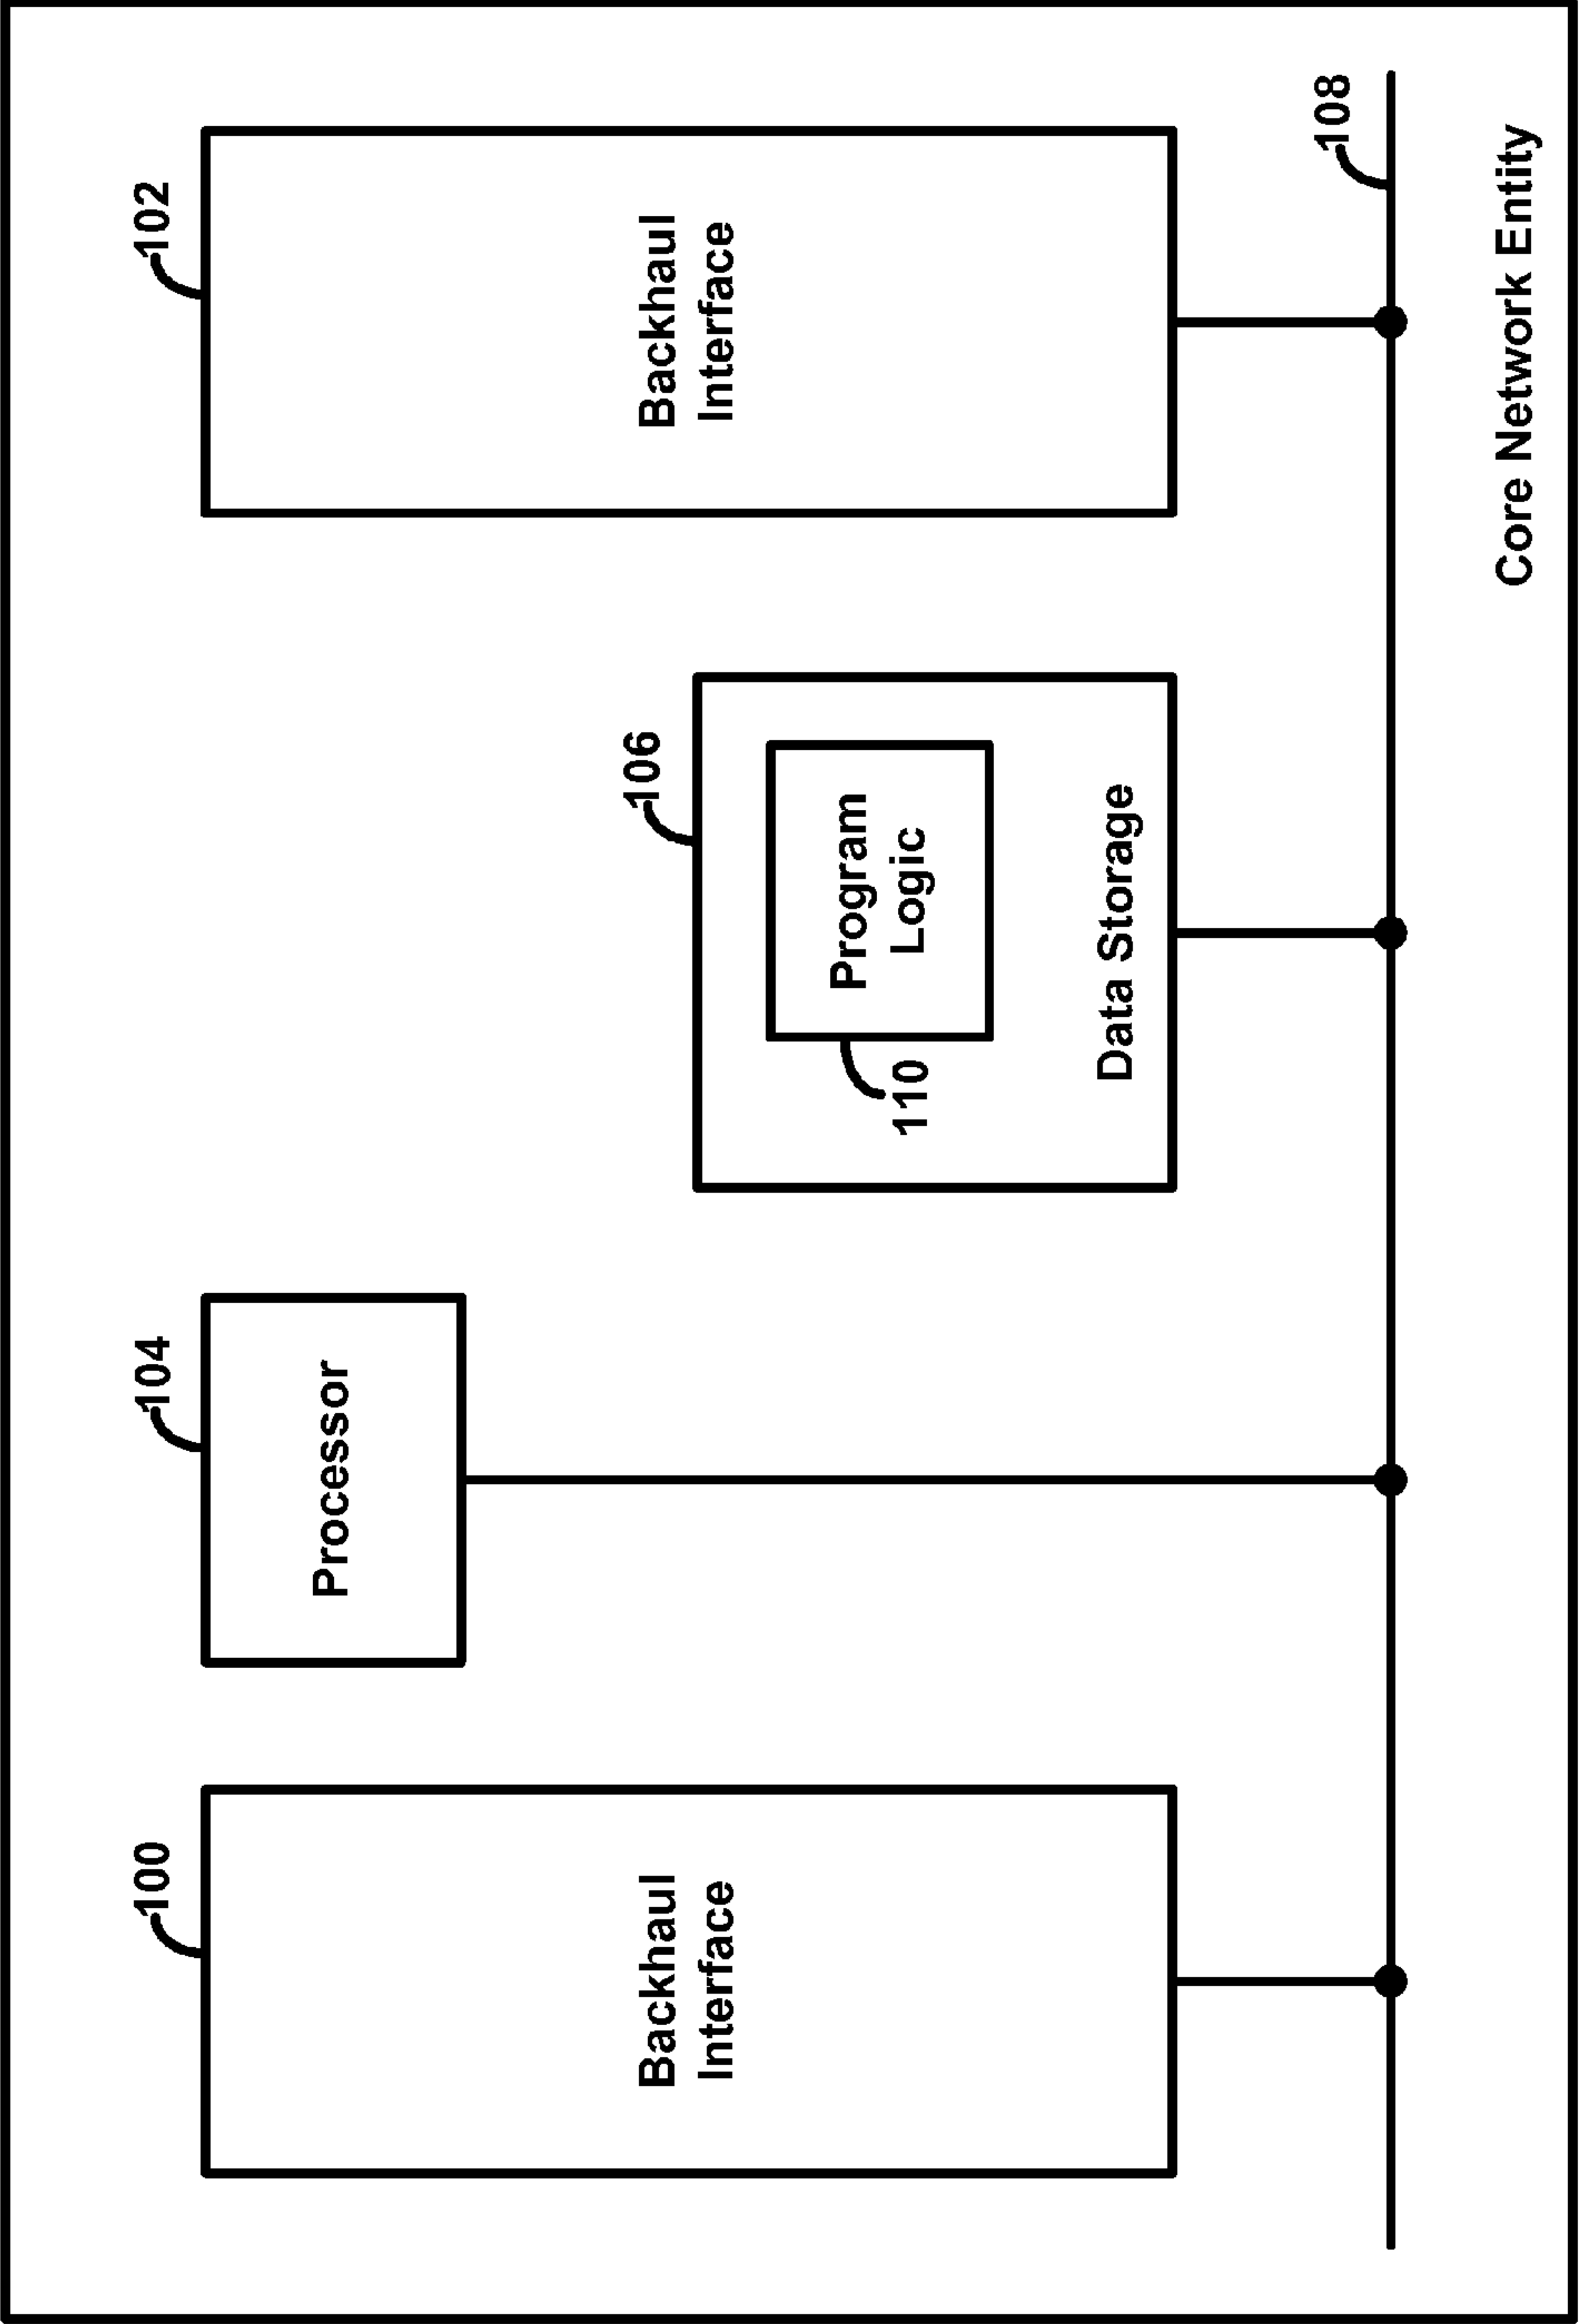 100
Backhaul
Interface
104
Processor
106
110
Program
Logic
Data Storage
102
Backhaul
Interface
108
Core Network Entity